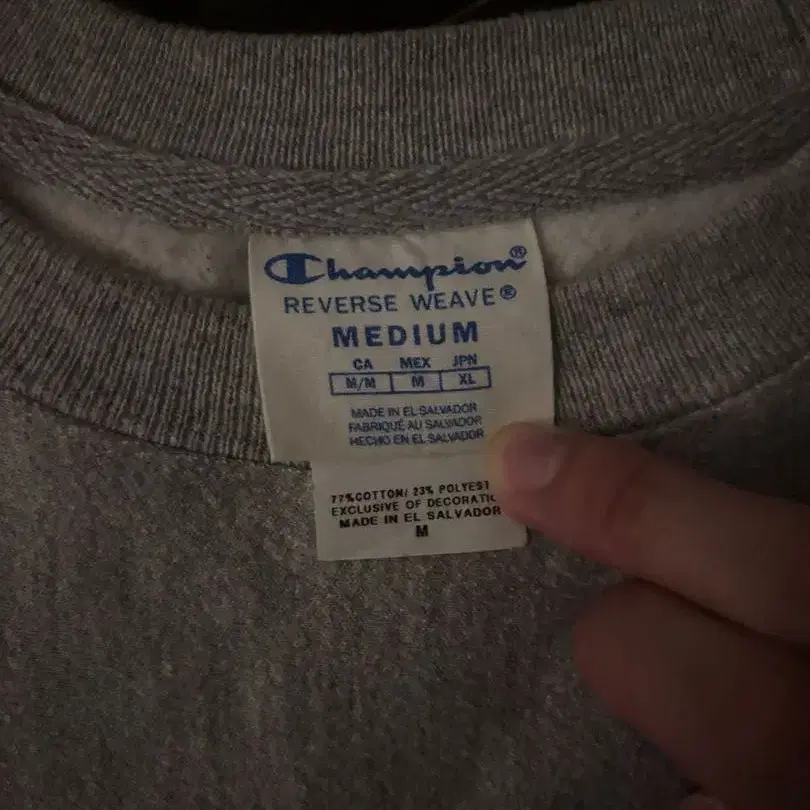 Champion®
REVERSE WEAVE®
MEDIUM
CA MEX JPN
M/M M XL
MADE IN EL SALVADOR
FABRIQUÉ AU SALVADOR
HECHO EN EL SALVADOR
77%COTTON/ 23% POLYEST
EXCLUSIVE OF DECORATI
MADE IN EL SALVADOR
M